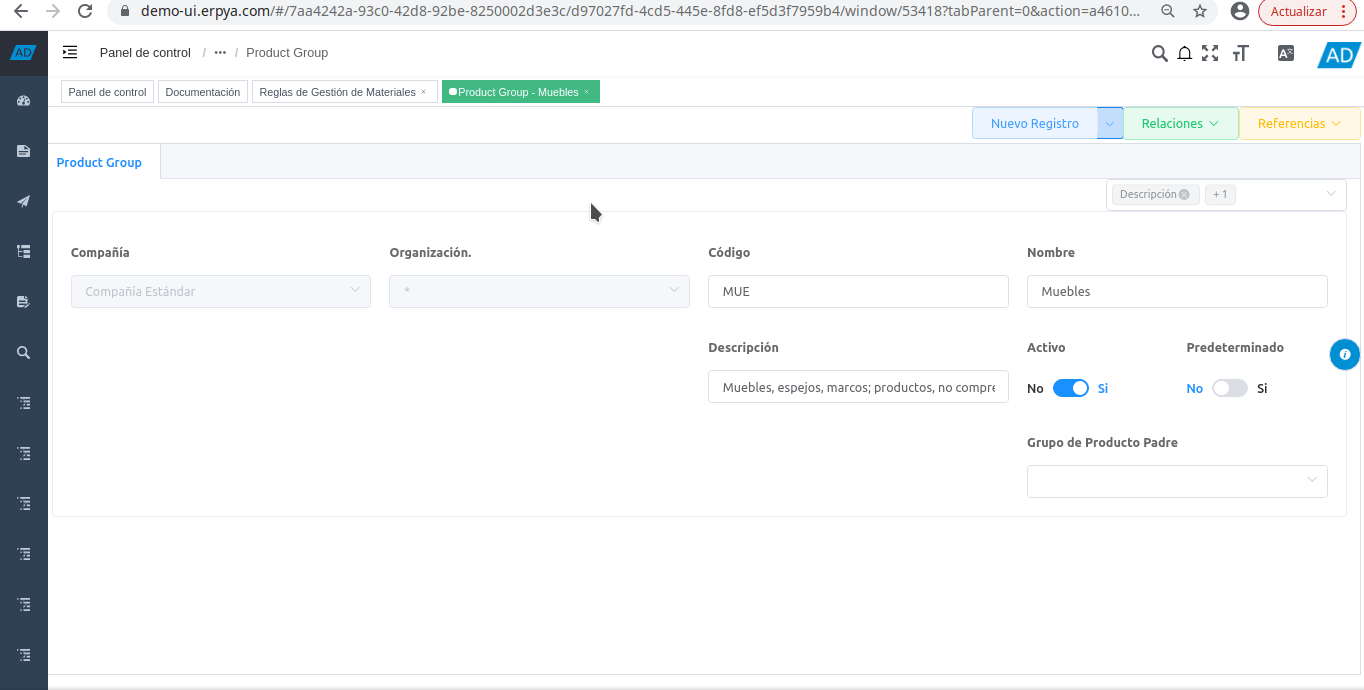 demo-ui.erpya.com/#/7aa4242a-93c0-42d8-92be-8250002d3e3c/d97027fd-4cd5-445e-8fd8-ef5d3f7959b4/window/53418?tabParent=0&action=a4610...
Actualizar
AD
Panel de control / ··· / Product Group
AD
Panel de control
Documentación
Reglas de Gestión de Materiales ×
Product Group - Muebles ×
Nuevo Registro
Relaciones
Referencias
Product Group
Descripción
+ 1
Compañía
Organización.
Código
Nombre
Compañía Estándar
*
MUE
Muebles
Descripción
Activo
Predeterminado
Muebles, espejos, marcos; productos, no compre
No
Si
No
Si
Grupo de Producto Padre